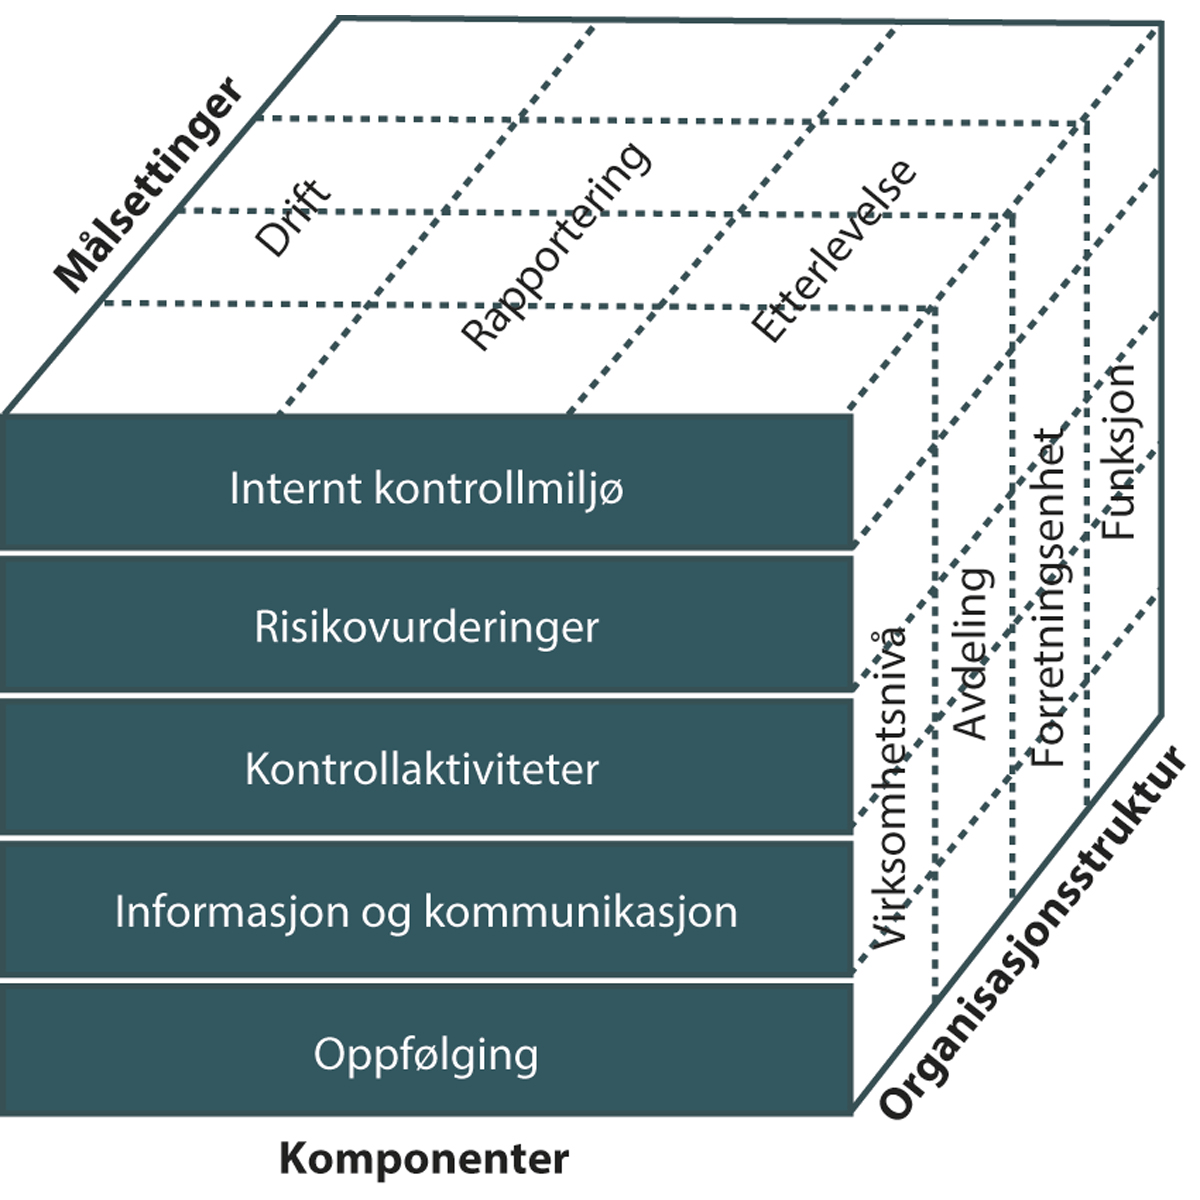 Målsettinger
Drift
Rapportering
Etterlevelse
Internt kontrollmiljø
Risikovurderinger
Kontrollaktiviteter
Informasjon og kommunikasjon
Oppfølging
Virksomhetsnivå
Avdeling
Forretningsenhet
Funksjon
Organisasjonsstruktur
Komponenter